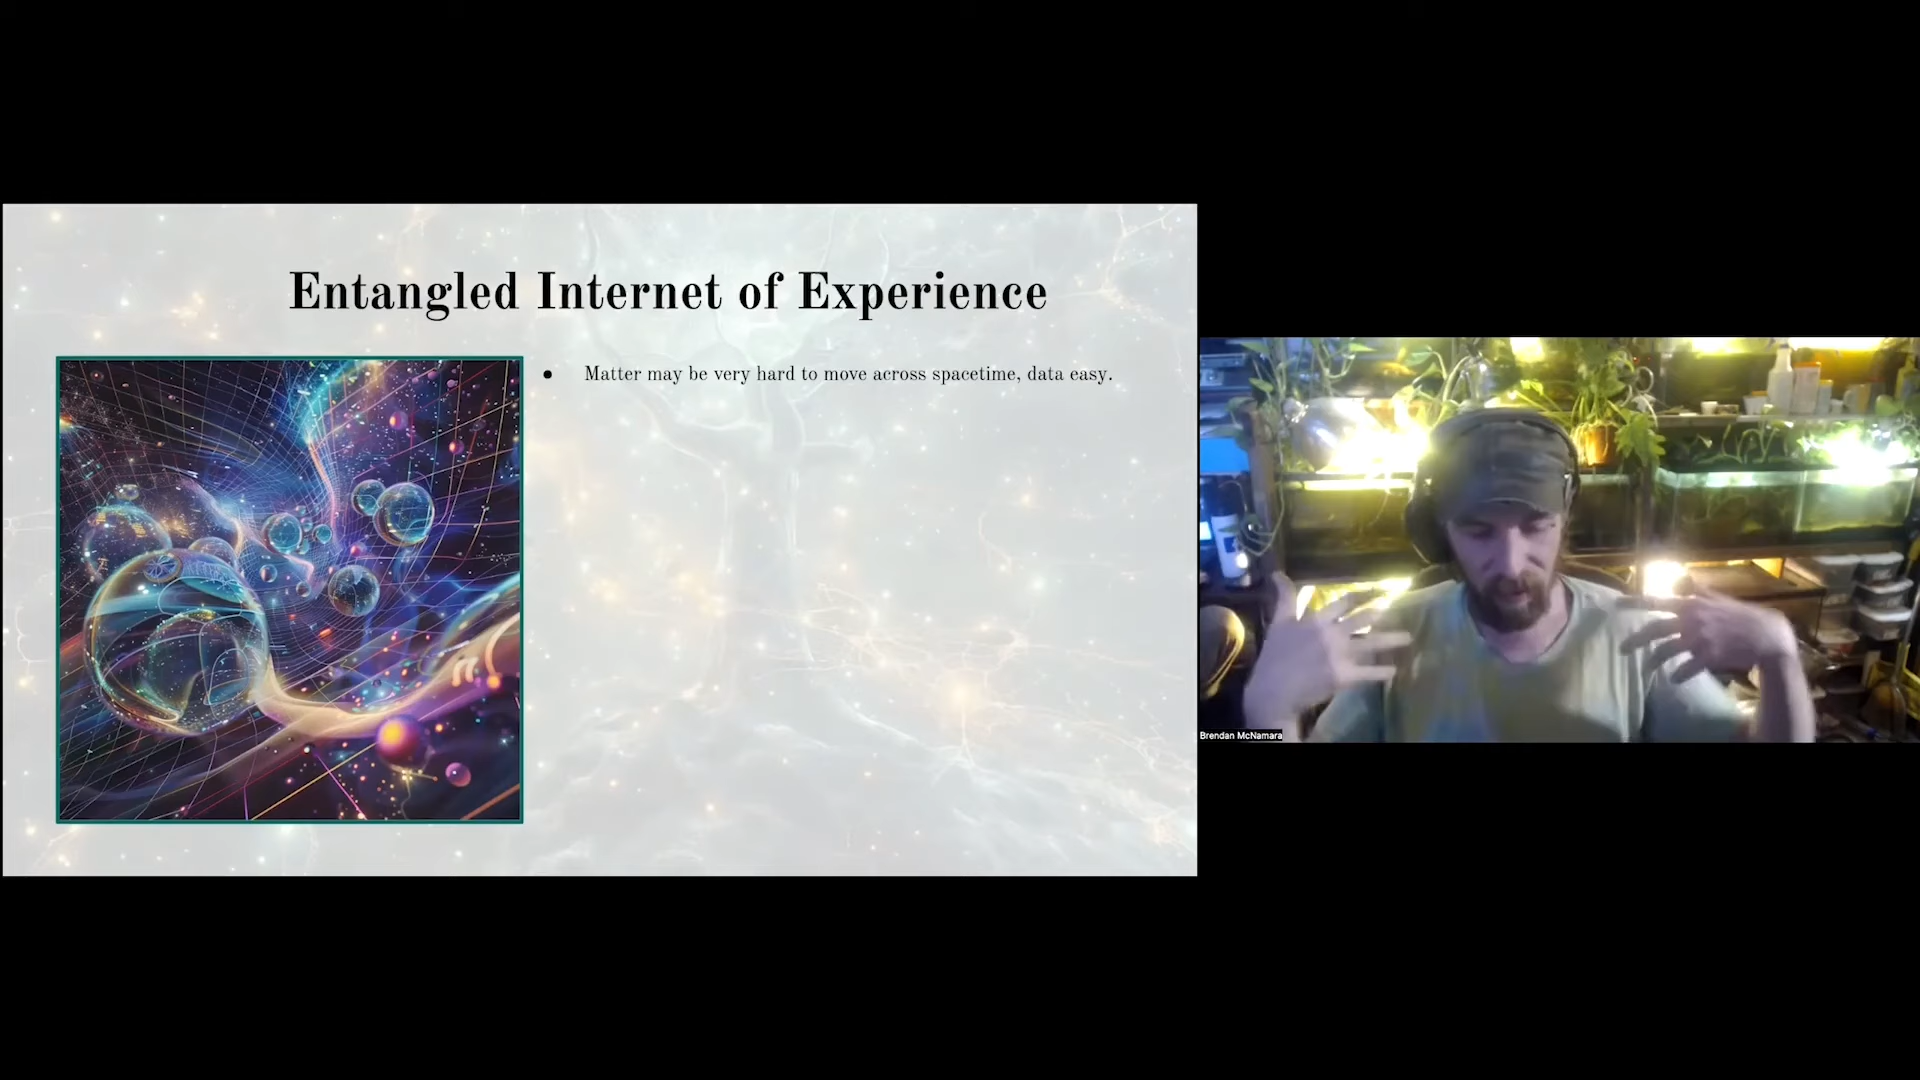 Entangled Internet of Experience
● Matter may be very hard to move across spacetime, data easy.
Brendan McNamara